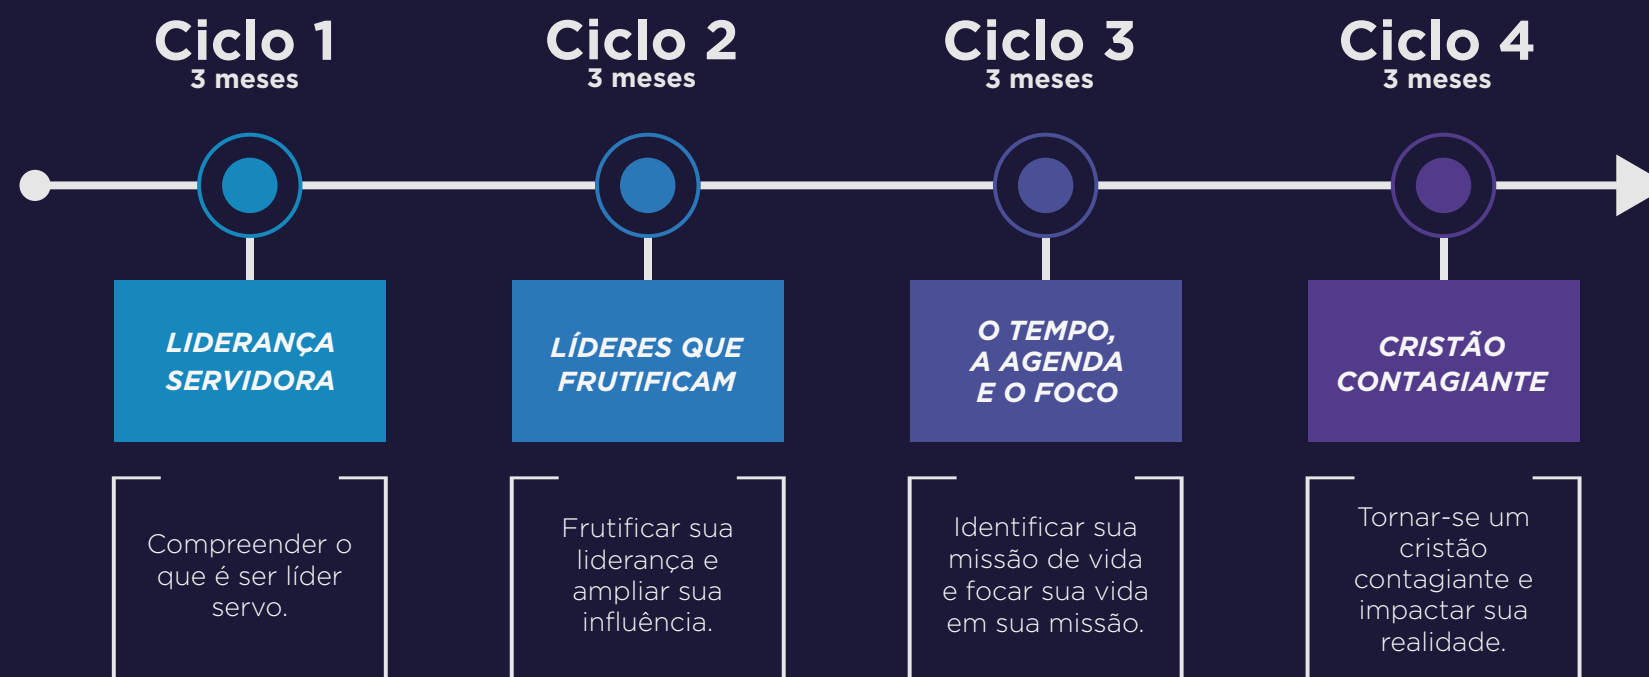 Ciclo 1
3 meses
Ciclo 2
3 meses
Ciclo 3
3 meses
Ciclo 4
3 meses
LIDERANÇA
SERVIDORA
LÍDERES QUE
FRUTIFICAM
O TEMPO,
A AGENDA
E O FOCO
CRISTÃO
CONTAGIANTE
Compreender o
que é ser líder
servo.
Frutificar sua
liderança e
ampliar sua
influência.
Identificar sua
missão de vida
e focar sua vida
em sua missão.
Tornar-se um
cristão
contagiante e
impactar sua
realidade.